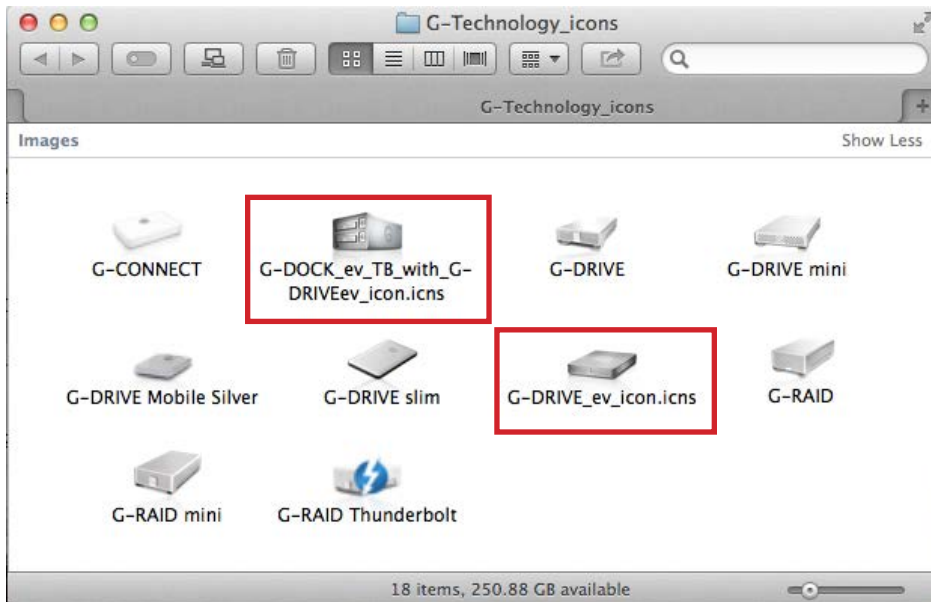 G-Technology_icons
G-Technology_icons
Images
Show Less
G-CONNECT
G-DOCK_ev_TB_with_G-
DRIVEev_icon.icns
G-DRIVE
G-DRIVE mini
G-DRIVE Mobile Silver
G-DRIVE slim
G-DRIVE_ev_icon.icns
G-RAID
G-RAID mini
G-RAID Thunderbolt
18 items, 250.88 GB available